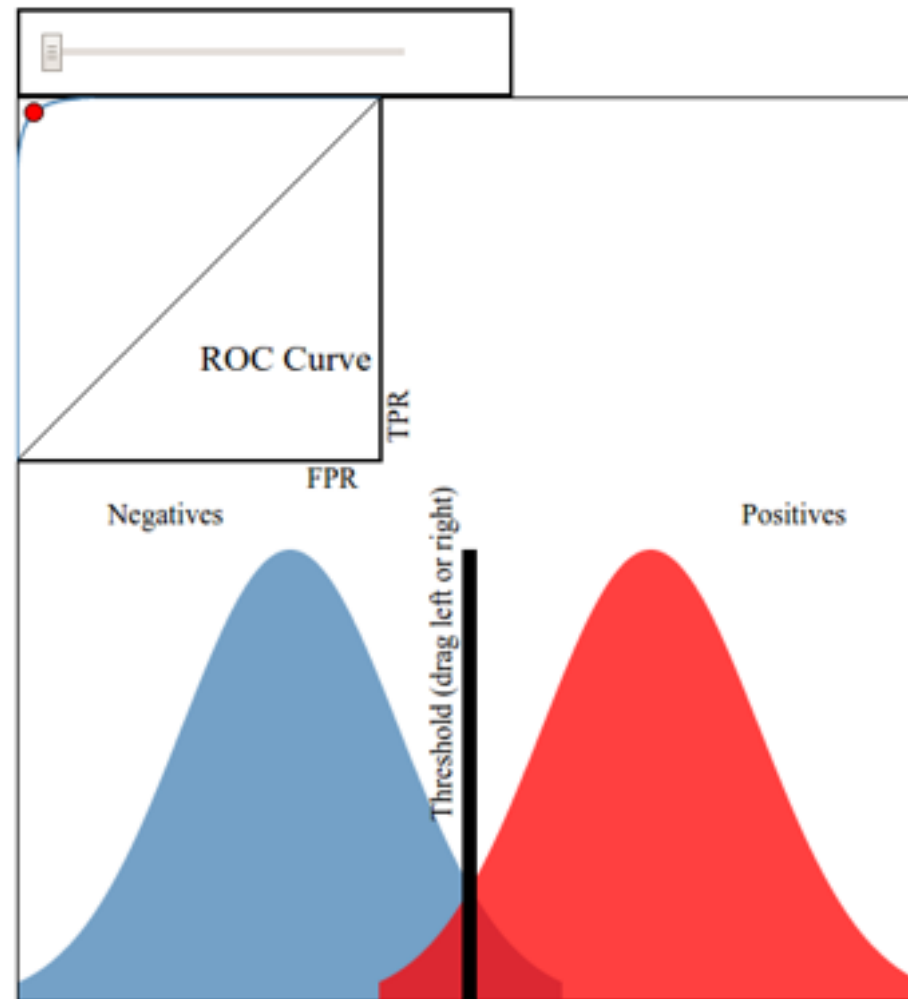 ROC Curve
TPR
FPR
Negatives
Positives
Threshold (drag left or right)